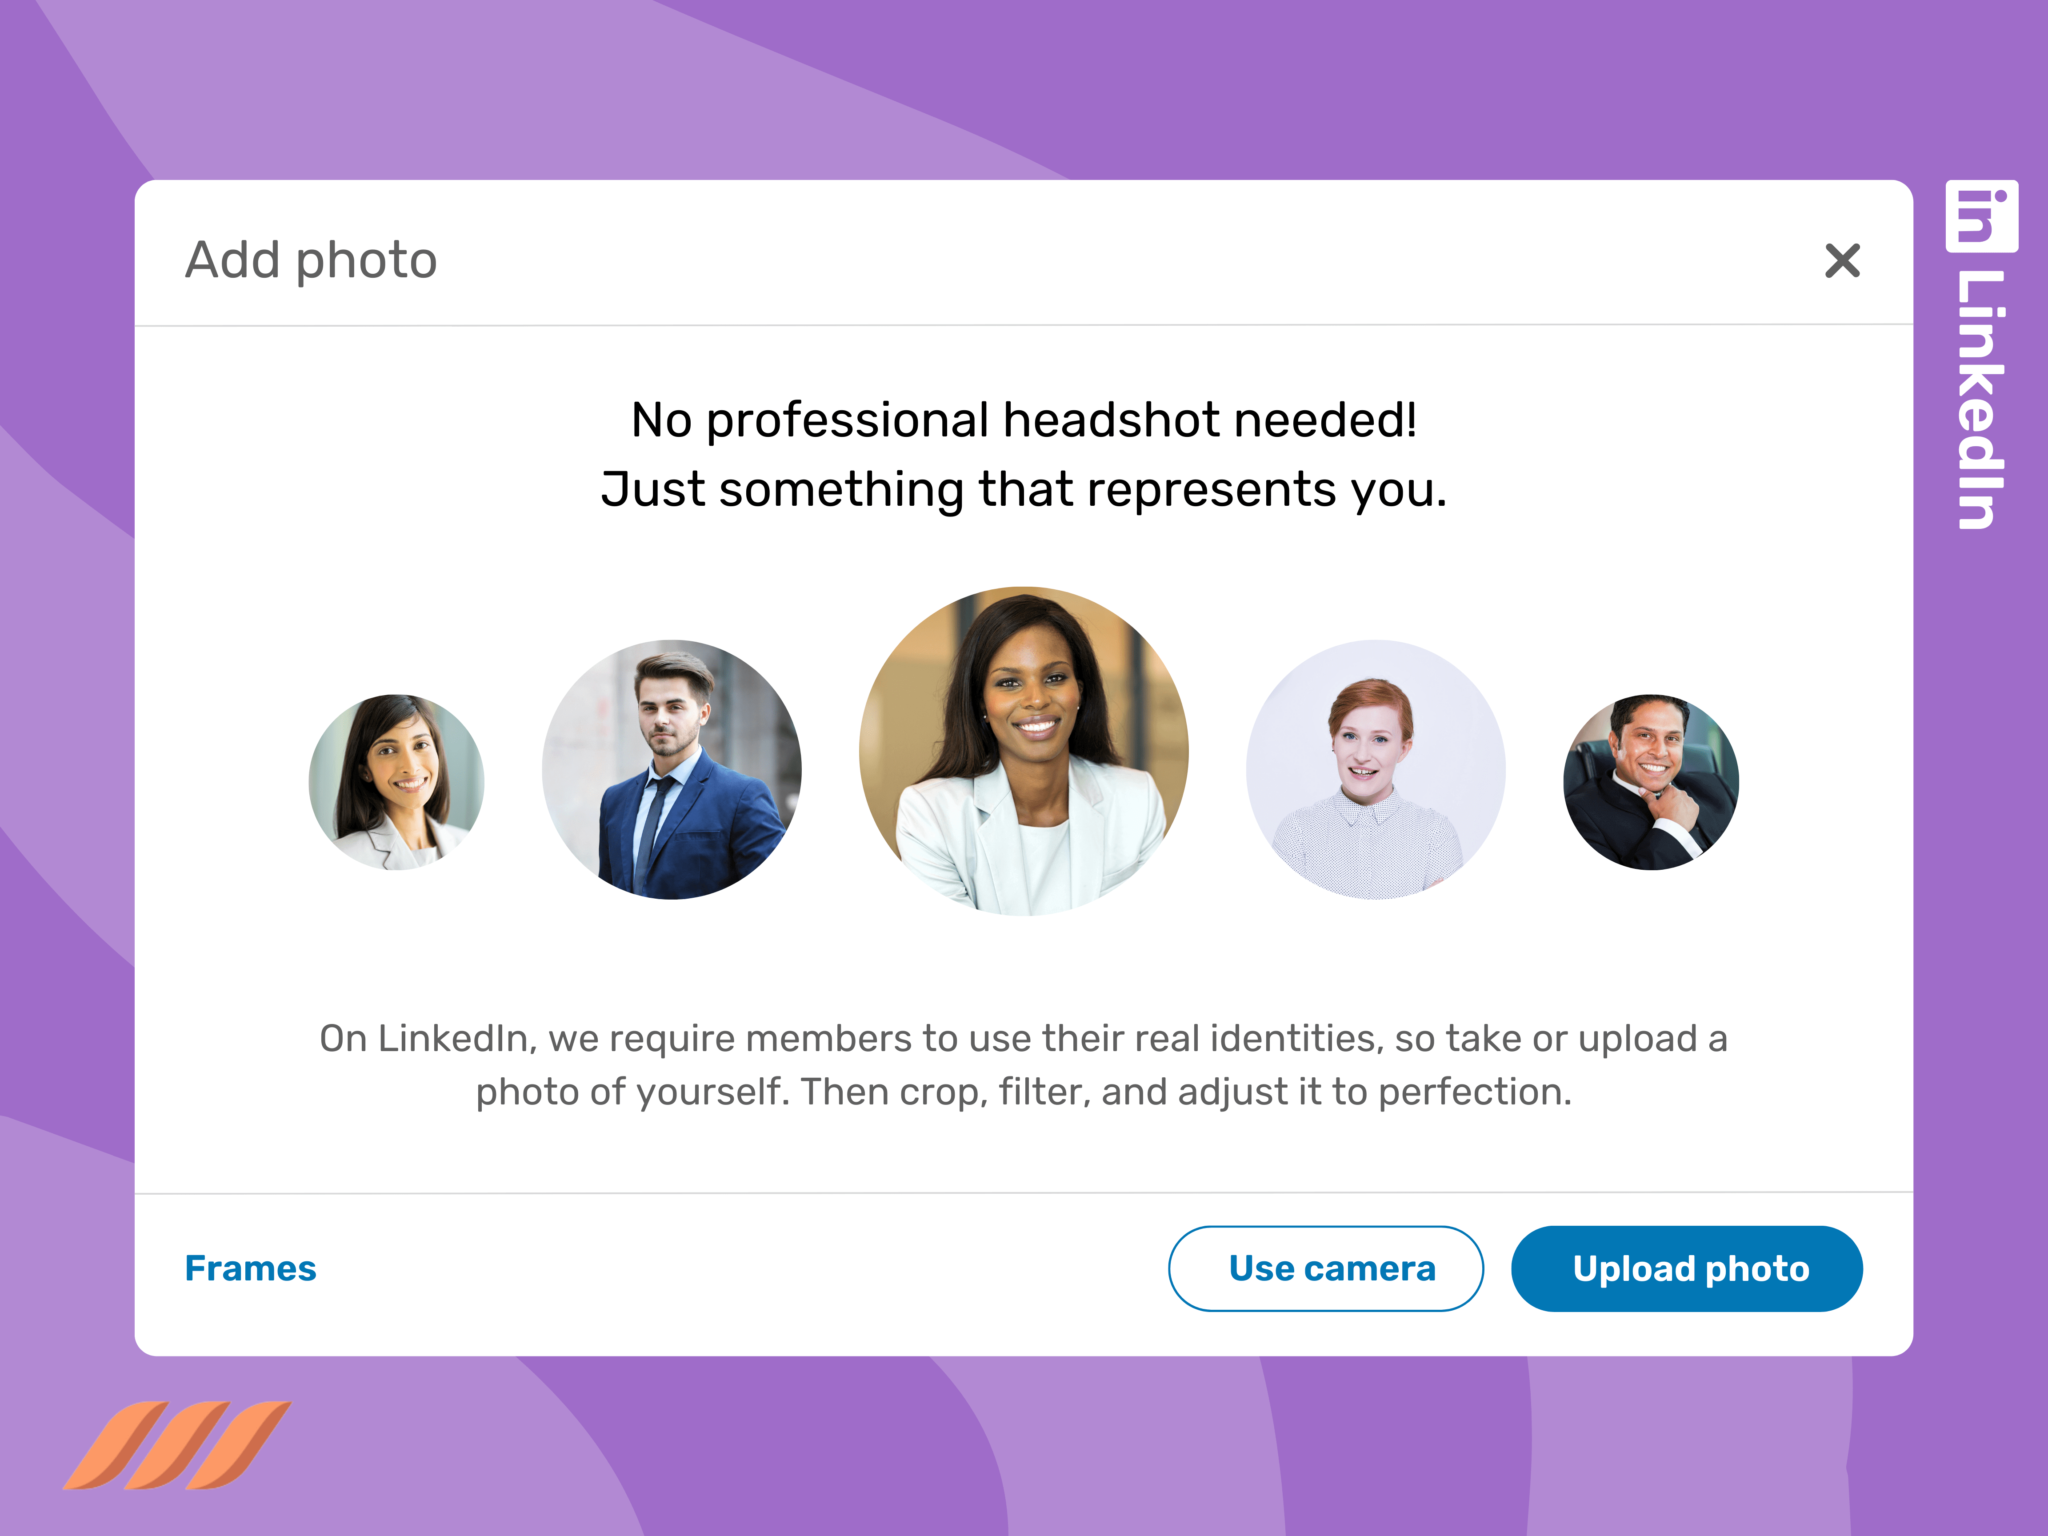 Add photo
in LinkedIn
No professional headshot needed!
Just something that represents you.
On LinkedIn, we require members to use their real identities, so take or upload a
photo of yourself. Then crop, filter, and adjust it to perfection.
Frames
Use camera
Upload photo